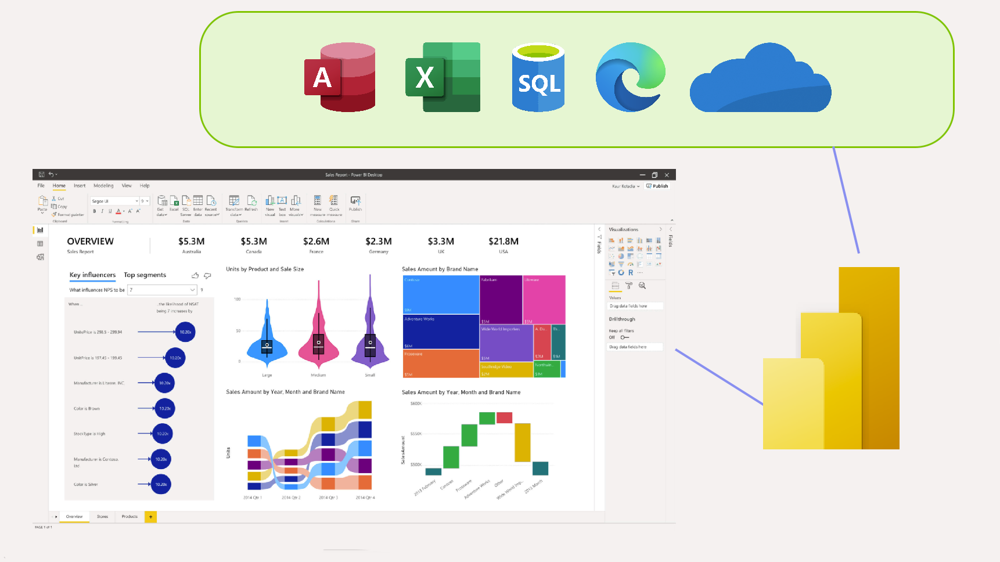 A
X
SQL
Sales Report - Power BI Desktop
File Home Insert Modeling View Help
Kaur Kotadia Publish
Paste
Cut
Copy
Format painter
Clipboard
Segoe UI 9
B I U A A A
Formatting
Get data
Excel
SQL Server
Enter data
Recent source
Data
Transform data
Refresh
Queries
New visual
Text box
More visuals
Insert
New measure
Quick measure
Calculations
Publish
Share
OVERVIEW
Sales Report
$5.3M
Australia
$5.3M
Canada
$2.6M
France
$2.3M
Germany
$3.3M
UK
$21.8M
USA
Key influencers Top segments
What influences NPS to be 7 ?
When...
...the likelihood of NSAT
being 7 increases by
UnitePrice is 298.5 - 299.94 10.20x
UnitPrice is 197.45 - 199.45 10.20x
Manufacturer is Litware, INC 10.20x
Color is Brown 10.20x
StockType is High 10.20x
Manufacturer is Contoso, 10.20x
Ltd
Color is Silver 10.20x
Units by Product and Sale Size
100
50
0
Large Medium Small
Sales Amount by Brand Name
Contoso
$9M
Adventure Works
$6M
Proseware
$5M
Fabrikam
$5M
Litware
$5M
Wide World Importers
$5M
Southridge Video
$2M
A. Da...
$2M
Th...
$1M
Northwin...
$1M
Sales Amount by Year, Month and Brand Name
Units
2014 Qtr 1 2014 Qtr 2 2014 Qtr 3 2014 Qtr 4
Sales Amount by Year, Month and Brand Name
SalesAmount
$600K
$550K
$500K
2013 February
Contoso
Proseware
Adventure Works
Other
Wide World Imp...
2013 March
Fields
Visualizations
Fields
R ...
Values
Drag data fields here
Drillthrough
Keep all filters
Off
Drag data fields here
Overview Stores Products +
PAGE 1 of 1